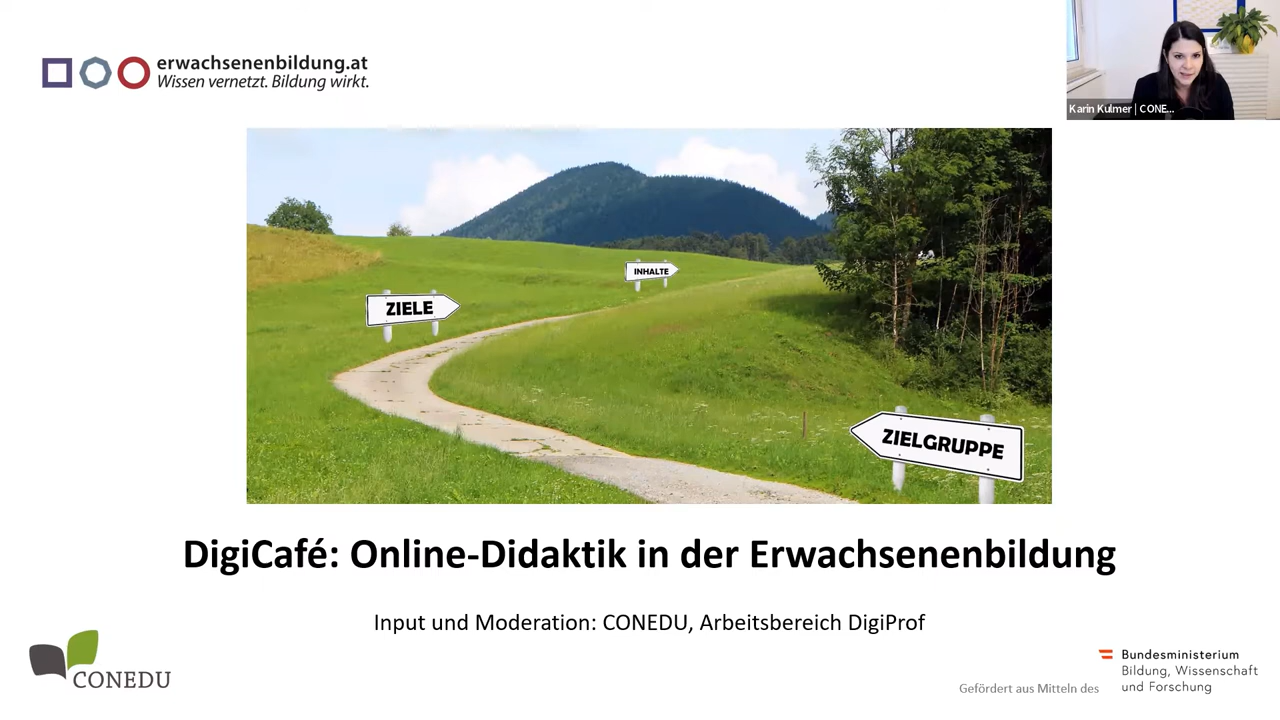 erwachsenenbildung.at
Wissen vernetzt. Bildung wirkt.
Karin Kulmer | CONE...
INHALTE
ZIELE
ZIELGRUPPE
DigiCafé: Online-Didaktik in der Erwachsenenbildung
Input und Moderation: CONEDU, Arbeitsbereich DigiProf
CONEDU
Gefördert aus Mitteln des
Bundesministerium
Bildung, Wissenschaft
und Forschung